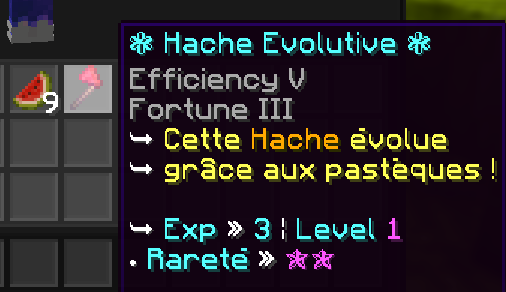 ❇ Hache Evolutive ❇
Efficiency V
Fortune III
↪ Cette Hache évolue
↪ grâce aux pastèques !
9
↪ Exp » 3 ¦ Level 1
• Rareté » ✯✯